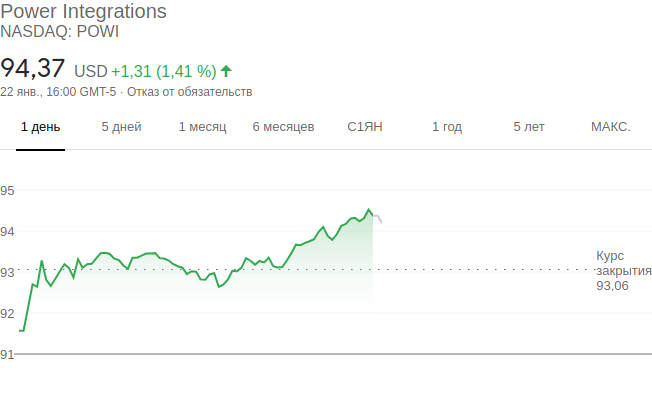 Power Integrations
NASDAQ: POWI
94,37 USD +1,31 (1,41 %)
22 янв., 16:00 GMT-5 · Отказ от обязательств
1 день 5 дней 1 месяц 6 месяцев С1ЯН 1 год 5 лет МАКС.
95
94
Курс
93 закрытия
93,06
92
91